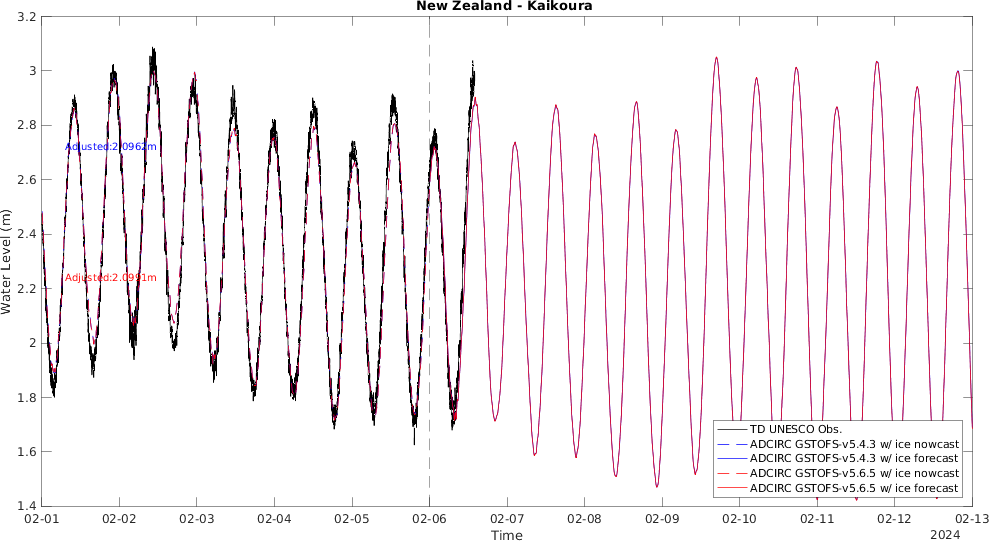 New Zealand - Kaikoura
3.2
3
2.8
2.6
2.4
2.2
2
1.8
1.6
1.4
Water Level (m)
Adjusted:2.0962m
Adjusted:2.0991m
TD UNESCO Obs.
ADCIRC GSTOFS-v5.4.3 w/ ice nowcast
ADCIRC GSTOFS-v5.4.3 w/ ice forecast
ADCIRC GSTOFS-v5.6.5 w/ ice nowcast
ADCIRC GSTOFS-v5.6.5 w/ ice forecast
02-01 02-02 02-03 02-04 02-05 02-06 02-07 02-08 02-09 02-10 02-11 02-12 02-13
Time
2024